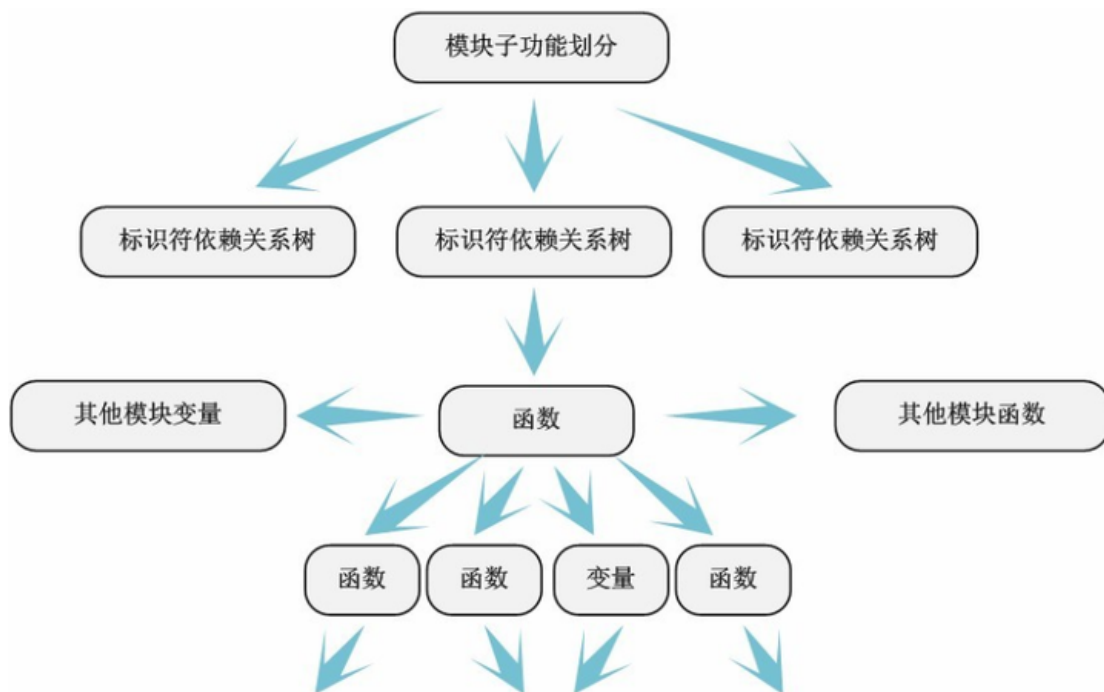 模块子功能划分
标识符依赖关系树
标识符依赖关系树
标识符依赖关系树
其他模块变量
函数
其他模块函数
函数
函数
变量
函数